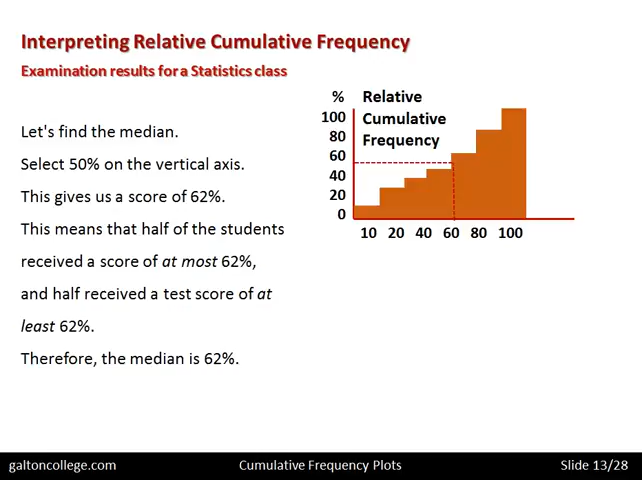 Interpreting Relative Cumulative Frequency
Examination results for a Statistics class
Let's find the median.
Select 50% on the vertical axis.
This gives us a score of 62%.
This means that half of the students
received a score of at most 62%,
and half received a test score of at
least 62%.
Therefore, the median is 62%.
% Relative
Cumulative
Frequency
100
80
60
40
20
0
10 20 40 60 80 100
galtoncollege.com Cumulative Frequency Plots Slide 13/28